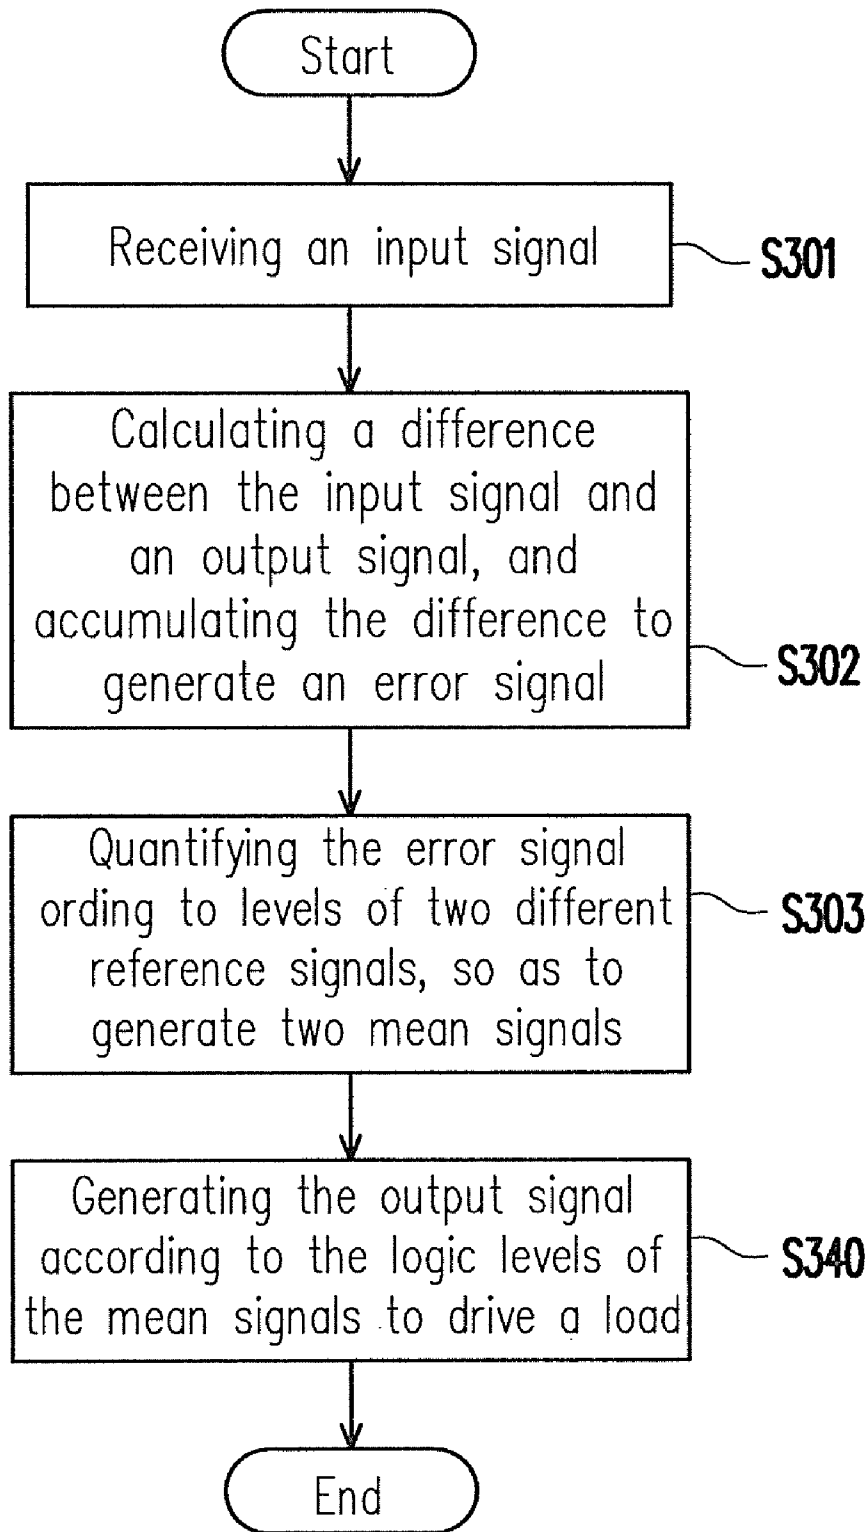 Start
Receiving an input signal
S301
Calculating a difference
between the input signal and
an output signal, and
accumulating the difference to
generate an error signal
S302
Quantifying the error signal
ording to levels of two different
reference signals, so as to
generate two mean signals
S303
Generating the output signal
according to the logic levels of
the mean signals to drive a load
S340
End